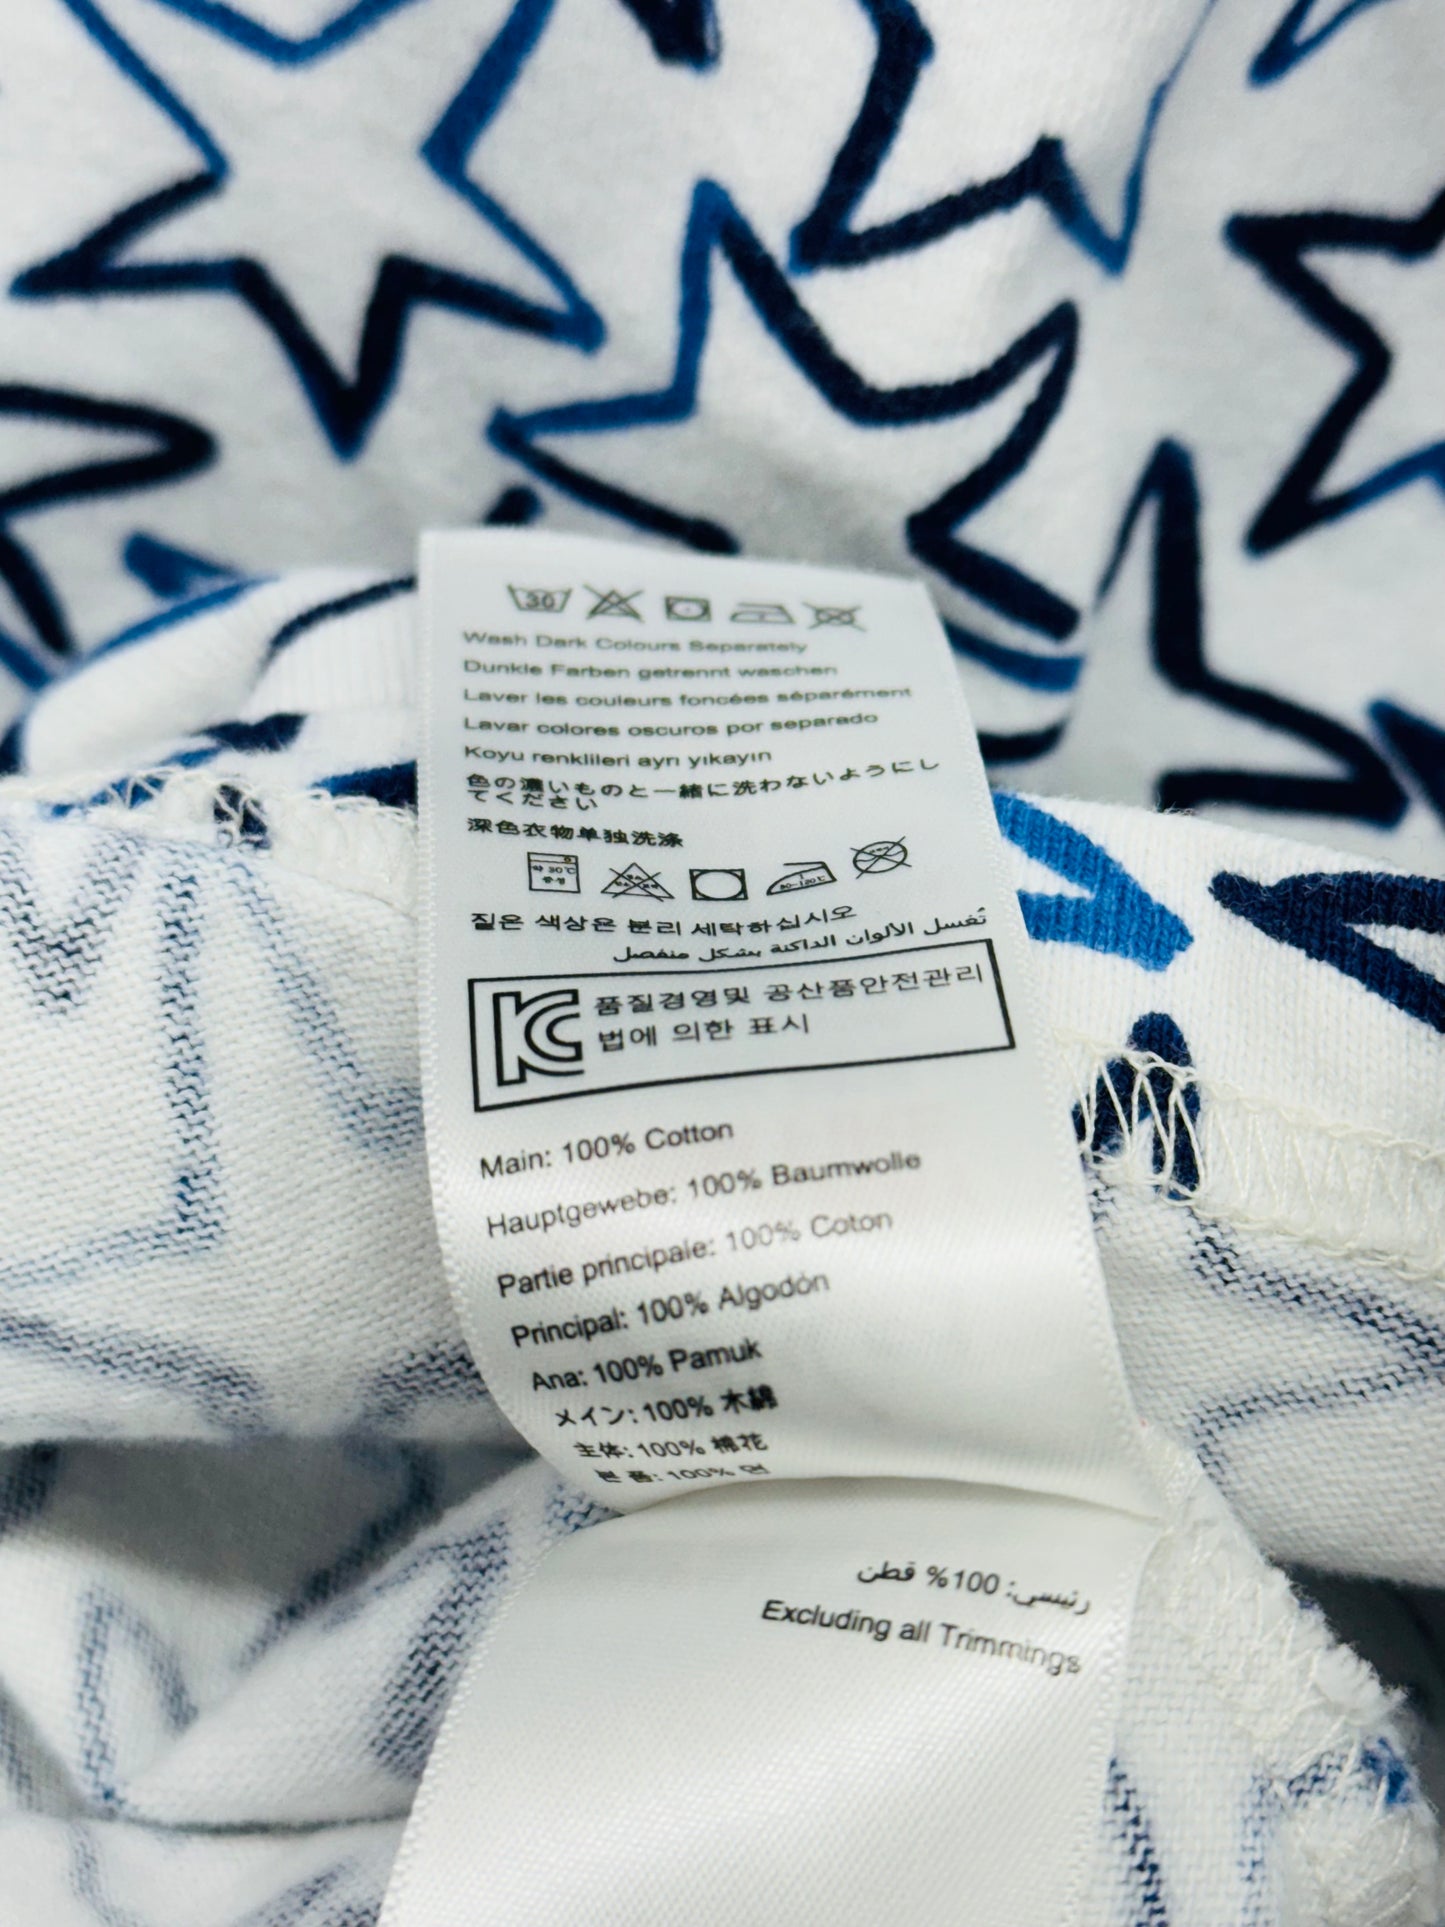 30
Wash Dark Colours Separately
Dunkle Farben getrennt waschen
Laver les couleurs foncées séparément
Lavar colores oscuros por separado
Koyu renklileri ayrı yıkayın
色の濃いものと一緒に洗わないようにし
てください
深色衣物单独洗涤
약 30℃
중성
80~120℃
짙은 색상은 분리 세탁하십시오
تُغسل الألوان الداكنة بشكل منفصل
품질경영및 공산품안전관리
법에 의한 표시
Main: 100% Cotton
Hauptgewebe: 100% Baumwolle
Partie principale: 100% Coton
Principal: 100% Algodón
Ana: 100% Pamuk
メイン: 100% 木綿
主体: 100% 棉花
본 품: 100% 면
رئيسي: 100% قطن
Excluding all Trimmings